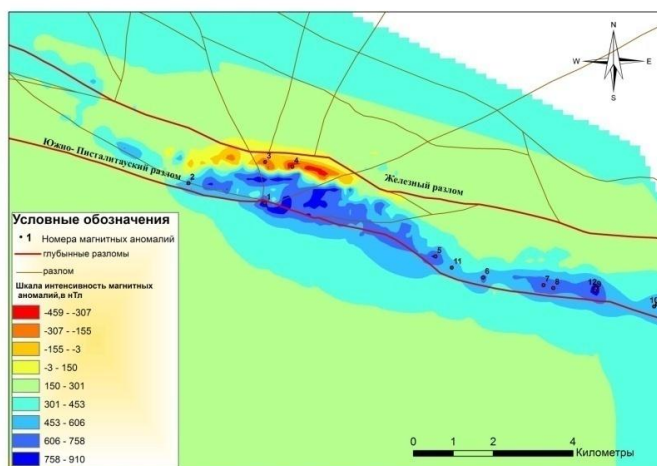 N
W E
S
3
4
Южно- Писталитауский разлом
Железный разлом
2
1
5
11
6
7
8
10
Условные обозначения
1 Номера магнитных аномалий
глубынные разломы
разлом
Шкала интенсивность магнитных
аномалий,в нТл
-459 - -307
-307 - -155
-155 - -3
-3 - 150
150 - 301
301 - 453
453 - 606
606 - 758
758 - 910
0 1 2 4
Километры